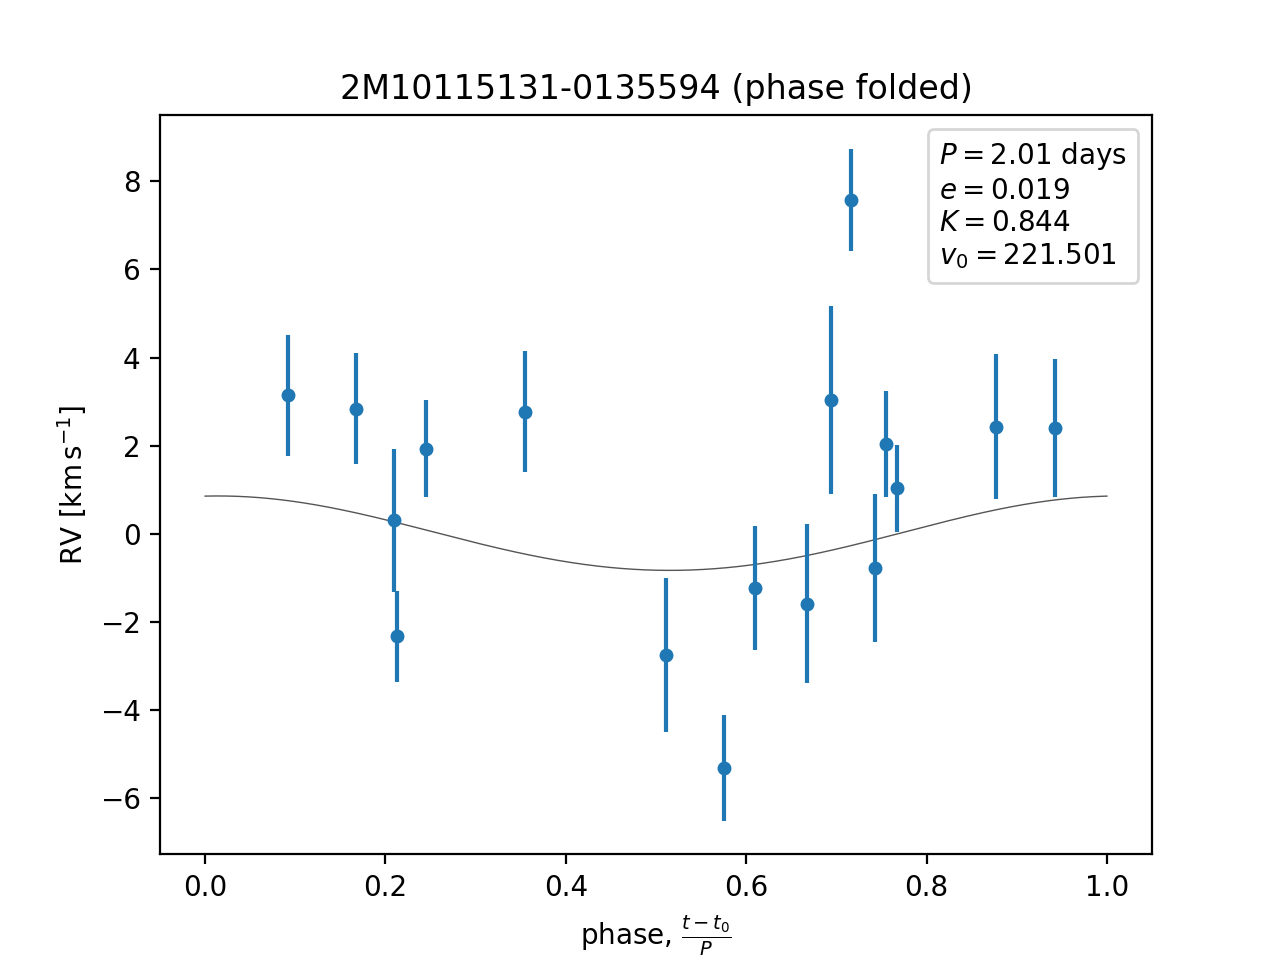 2M10115131-0135594 (phase folded)
P = 2.01 days
e = 0.019
K = 0.844
v₀ = 221.501
8
6
4
2
0
−2
−4
−6
RV [km s⁻¹]
0.0 0.2 0.4 0.6 0.8 1.0
phase, (t − t₀)/P